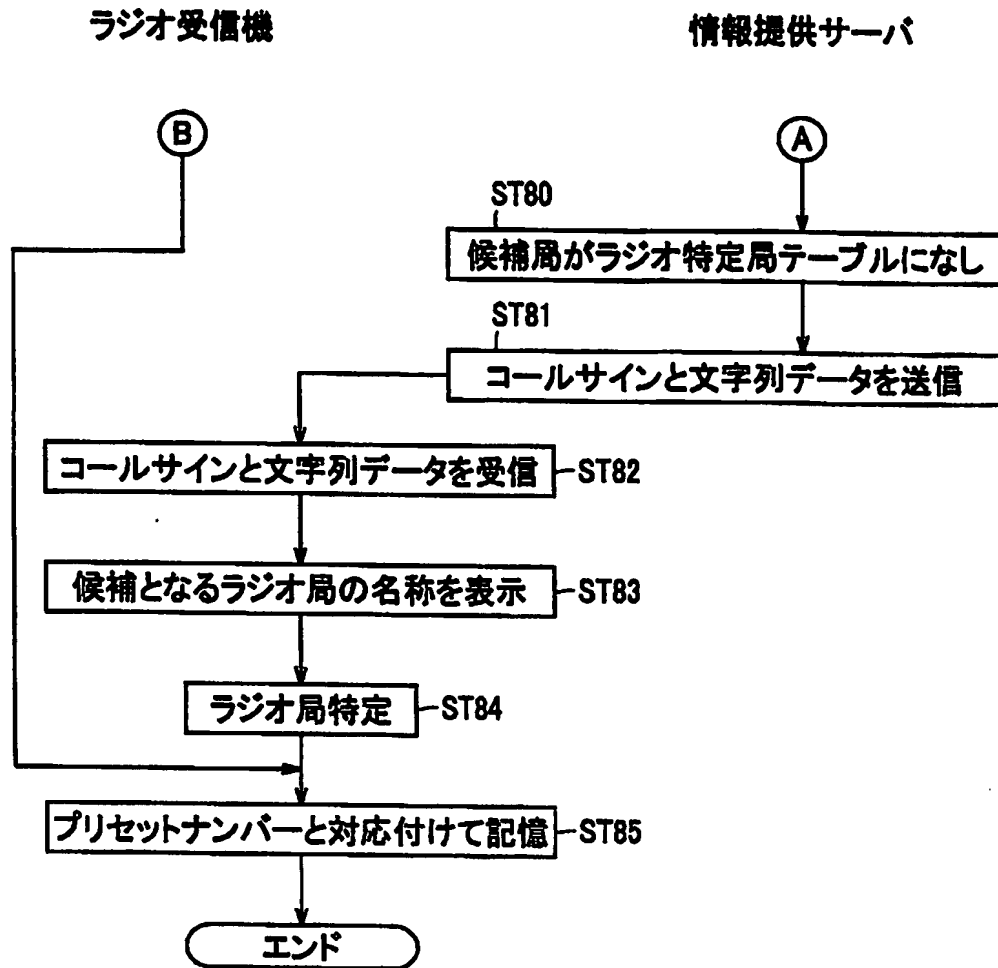 ラジオ受信機
情報提供サーバ
B
A
ST80
候補局がラジオ特定局テーブルになし
ST81
コールサインと文字列データを送信
コールサインと文字列データを受信
ST82
候補となるラジオ局の名称を表示
ST83
ラジオ局特定
ST84
プリセットナンバーと対応付けて記憶
ST85
エンド